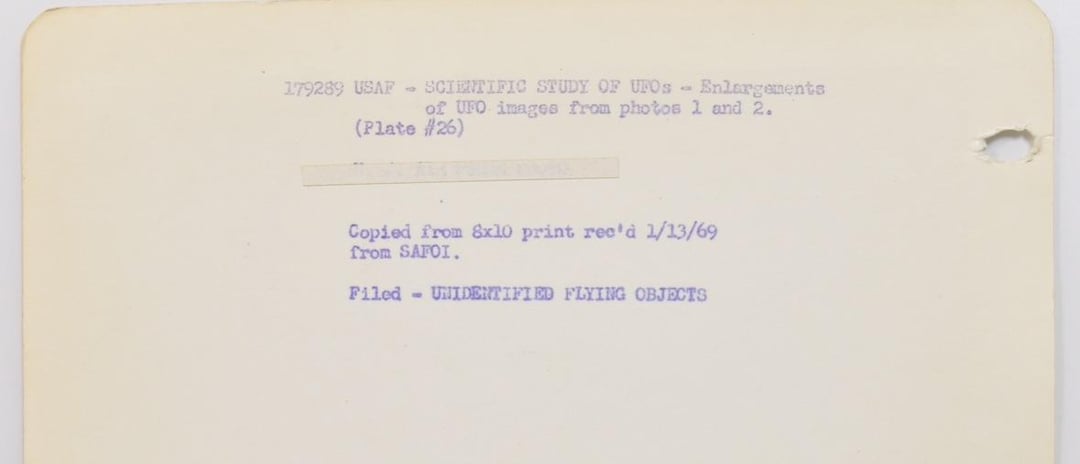 179289 USAF - SCIENTIFIC STUDY OF UFOs - Enlargements
of UFO images from photos 1 and 2.
(Plate #26)
Copied from 8x10 print rec'd 1/13/69
from SAFOI.
Filed - UNIDENTIFIED FLYING OBJECTS